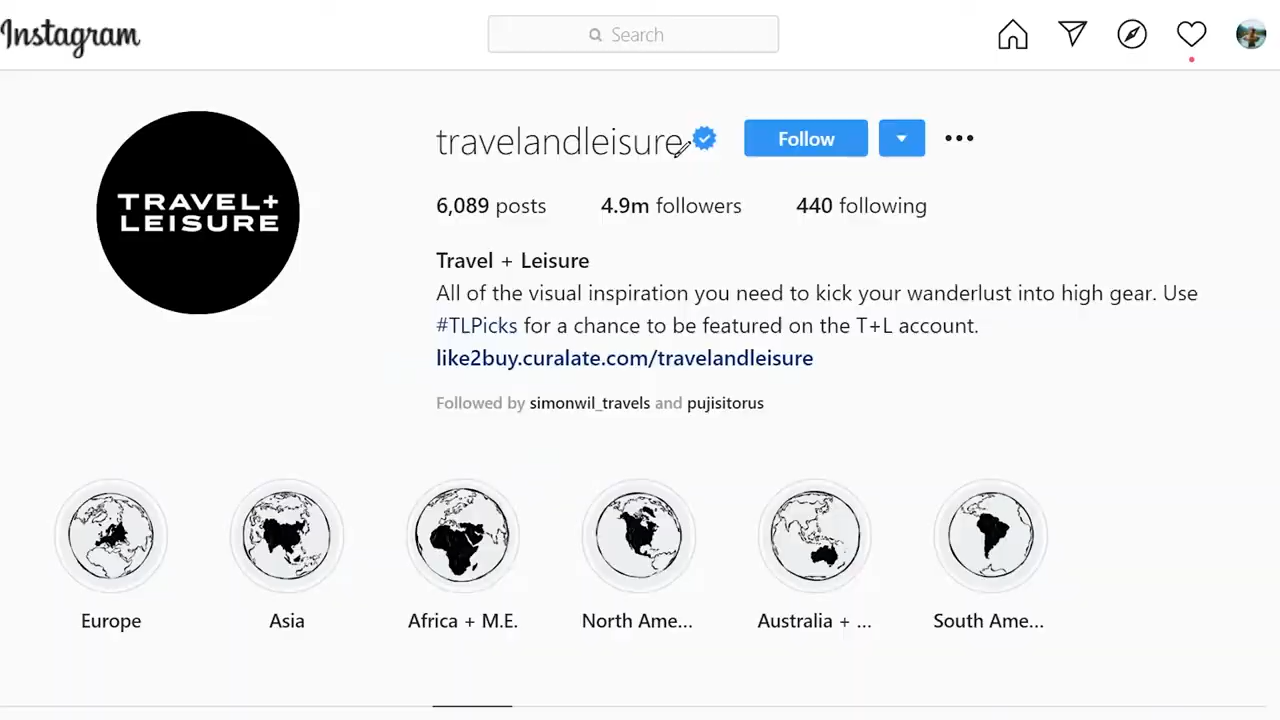 Instagram
Search
TRAVEL+
LEISURE
travelandleisure
Follow
6,089 posts 4.9m followers 440 following
Travel + Leisure
All of the visual inspiration you need to kick your wanderlust into high gear. Use
#TLPicks for a chance to be featured on the T+L account.
like2buy.curalate.com/travelandleisure
Followed by simonwil_travels and pujisitorus
Europe Asia Africa + M.E. North Ame... Australia + ... South Ame...